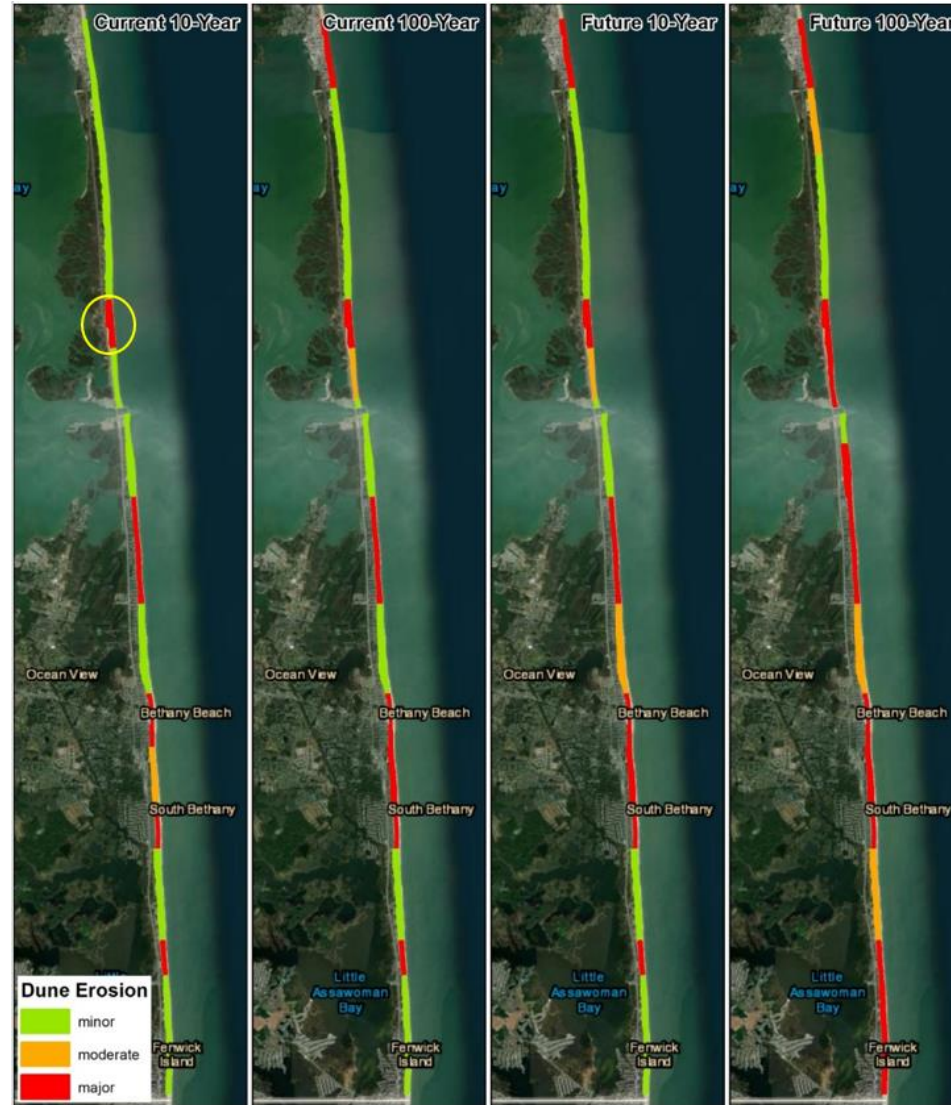 Current 10-Year
ay
Ocean View
Bethany Beach
South Bethany
Dune Erosion
minor
moderate
major
Fenwick
Island
Current 100-Year
Ocean View
Bethany Beach
South Bethany
Little
Assawoman
Bay
Fenwick
Island
Future 10-Year
ay
Ocean View
Bethany Beach
South Bethany
Little
Assawoman
Bay
Fenwick
Island
Future 100-Year
ay
Ocean View
Bethany Beach
South Bethany
Little
Assawoman
Bay
Fenwick
Island